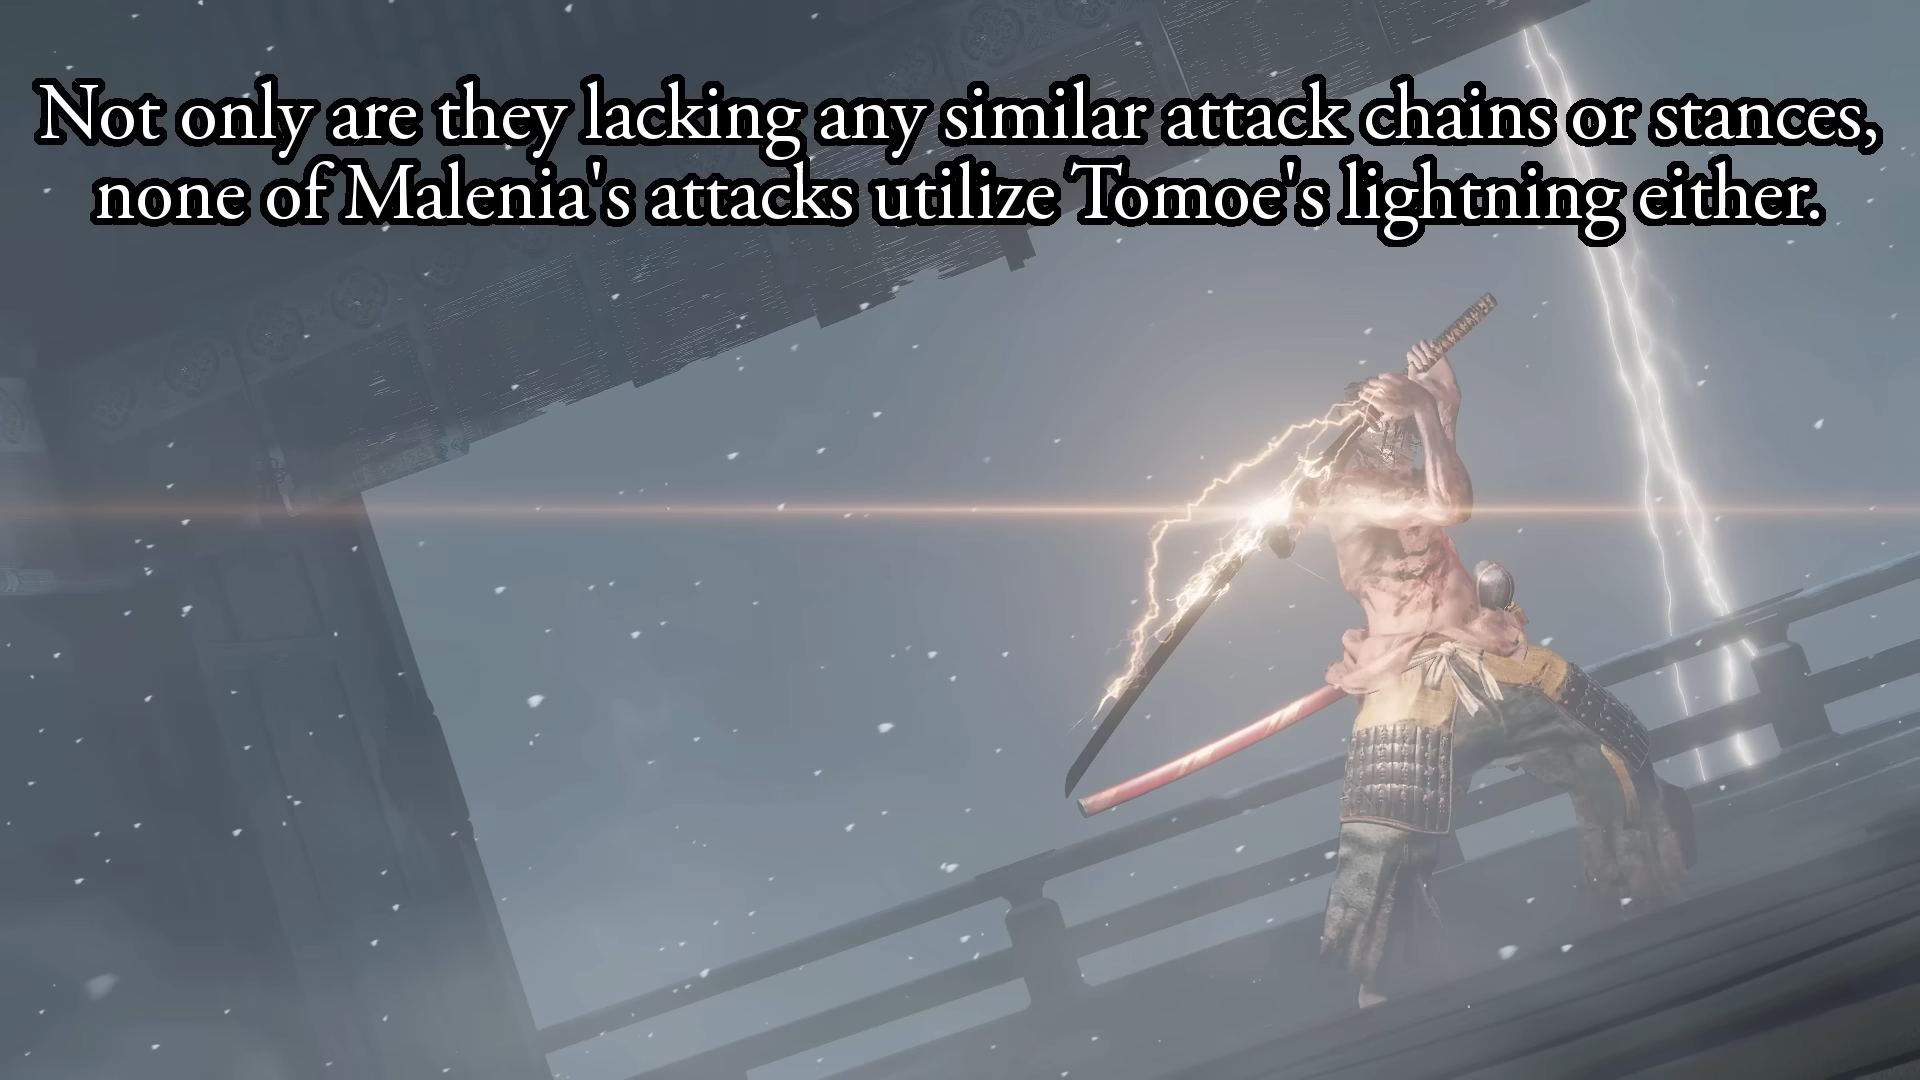 Not only are they lacking any similar attack chains or stances,
none of Malenia's attacks utilize Tomoe's lightning either.